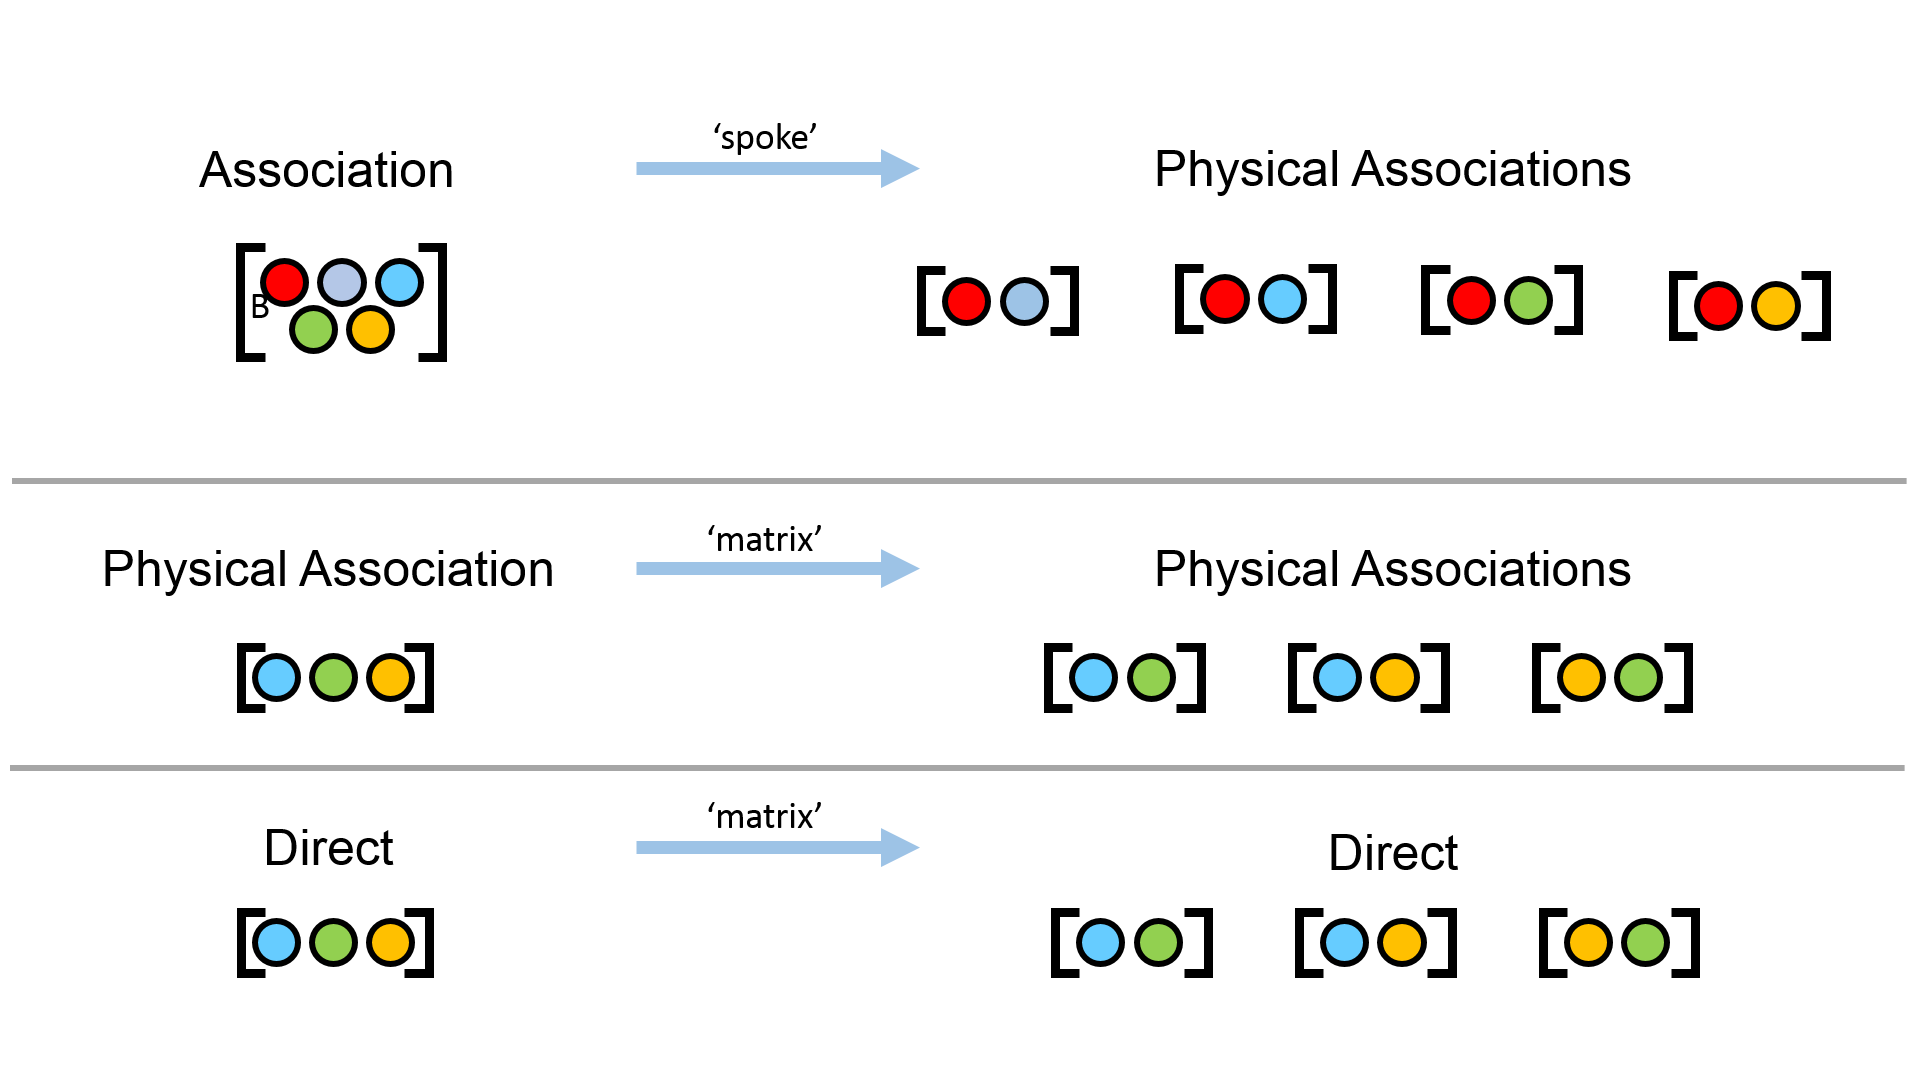 ‘spoke’
Association
Physical Associations
B
‘matrix’
Physical Association
Physical Associations
‘matrix’
Direct
Direct